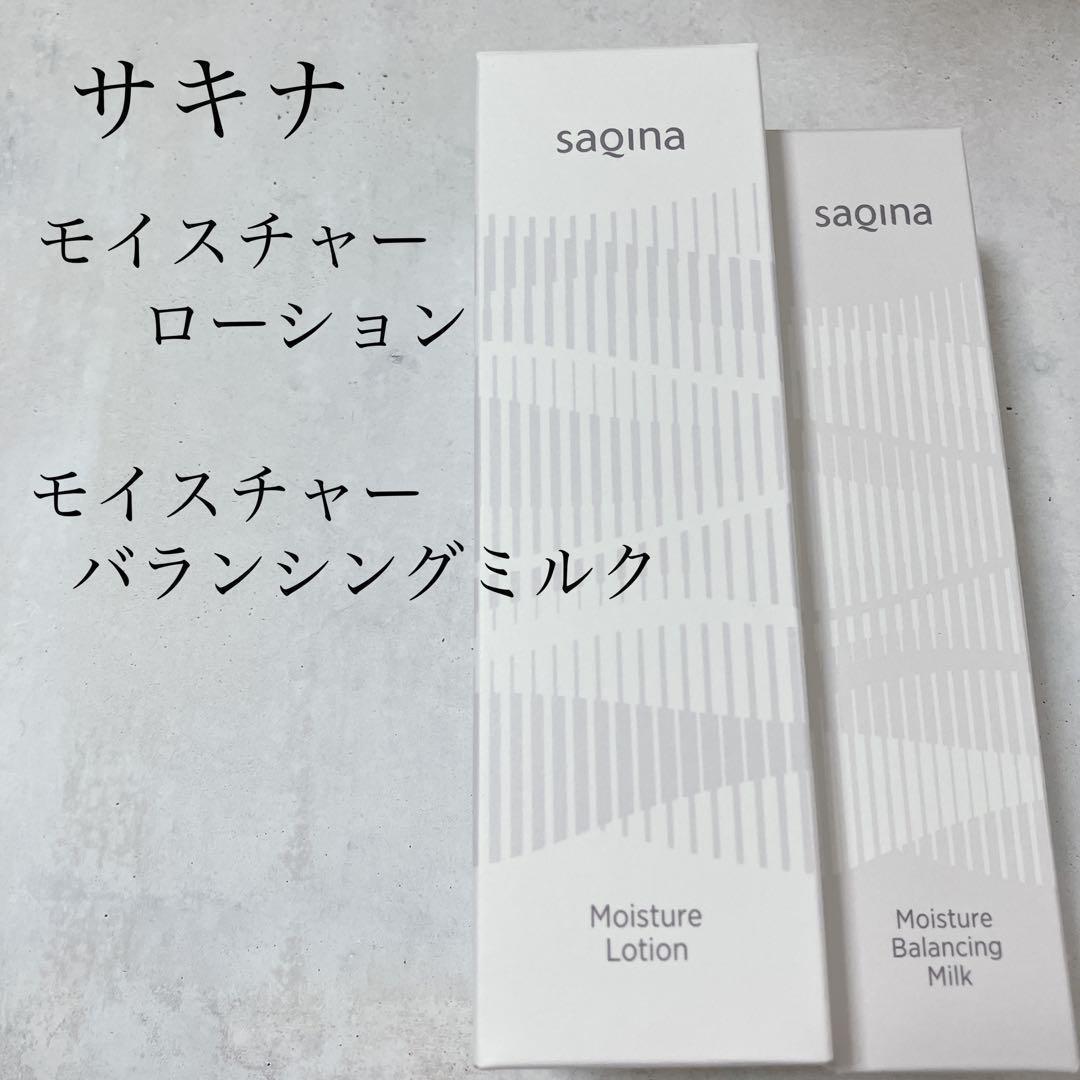 サキナ
モイスチャー
ローション
モイスチャー
バランシングミルク
saqina
Moisture
Lotion
saqina
Moisture
Balancing
Milk